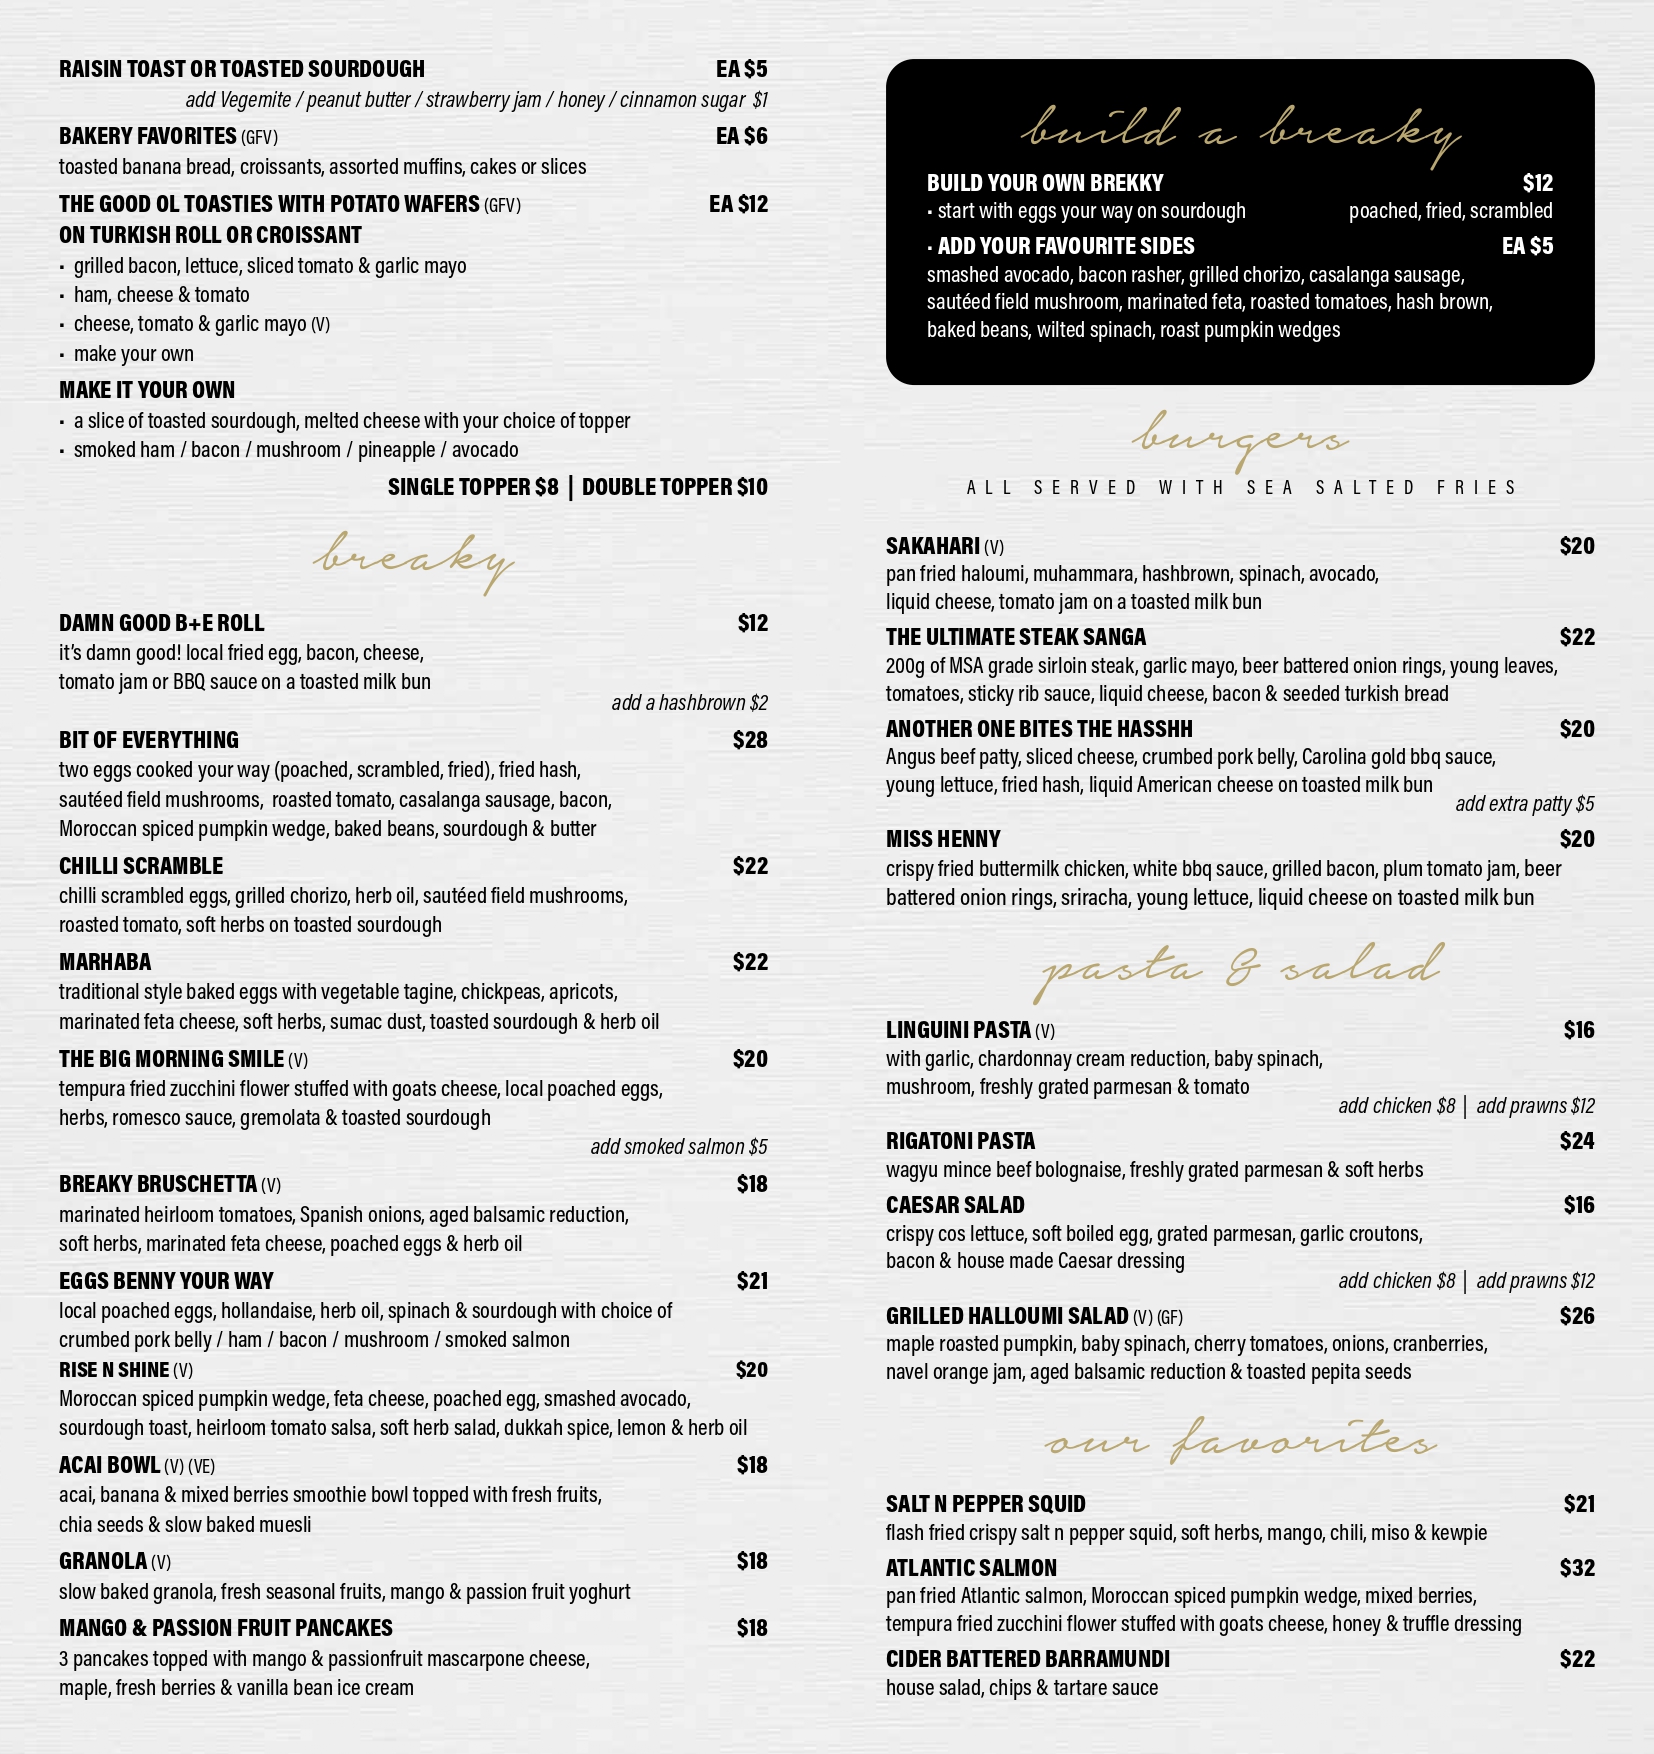 RAISIN TOAST OR TOASTED SOURDOUGH EA $5
add Vegemite / peanut butter / strawberry jam / honey / cinnamon sugar $1
BAKERY FAVORITES (GFV) EA $6
toasted banana bread, croissants, assorted muffins, cakes or slices
THE GOOD OL TOASTIES WITH POTATO WAFERS (GFV) EA $12
ON TURKISH ROLL OR CROISSANT
· grilled bacon, lettuce, sliced tomato & garlic mayo
· ham, cheese & tomato
· cheese, tomato & garlic mayo (V)
· make your own
MAKE IT YOUR OWN
· a slice of toasted sourdough, melted cheese with your choice of topper
· smoked ham / bacon / mushroom / pineapple / avocado
SINGLE TOPPER $8 | DOUBLE TOPPER $10
breaky
DAMN GOOD B+E ROLL $12
it's damn good! local fried egg, bacon, cheese,
tomato jam or BBQ sauce on a toasted milk bun
add a hashbrown $2
BIT OF EVERYTHING $28
two eggs cooked your way (poached, scrambled, fried), fried hash,
sautéed field mushrooms, roasted tomato, casalanga sausage, bacon,
Moroccan spiced pumpkin wedge, baked beans, sourdough & butter
CHILLI SCRAMBLE $22
chilli scrambled eggs, grilled chorizo, herb oil, sautéed field mushrooms,
roasted tomato, soft herbs on toasted sourdough
MARHABA $22
traditional style baked eggs with vegetable tagine, chickpeas, apricots,
marinated feta cheese, soft herbs, sumac dust, toasted sourdough & herb oil
THE BIG MORNING SMILE (V) $20
tempura fried zucchini flower stuffed with goats cheese, local poached eggs,
herbs, romesco sauce, gremolata & toasted sourdough
add smoked salmon $5
BREAKY BRUSCHETTA (V) $18
marinated heirloom tomatoes, Spanish onions, aged balsamic reduction,
soft herbs, marinated feta cheese, poached eggs & herb oil
EGGS BENNY YOUR WAY $21
local poached eggs, hollandaise, herb oil, spinach & sourdough with choice of
crumbed pork belly / ham / bacon / mushroom / smoked salmon
RISE N SHINE (V) $20
Moroccan spiced pumpkin wedge, feta cheese, poached egg, smashed avocado,
sourdough toast, heirloom tomato salsa, soft herb salad, dukkah spice, lemon & herb oil
ACAI BOWL (V) (VE) $18
acai, banana & mixed berries smoothie bowl topped with fresh fruits,
chia seeds & slow baked muesli
GRANOLA (V) $18
slow baked granola, fresh seasonal fruits, mango & passion fruit yoghurt
MANGO & PASSION FRUIT PANCAKES $18
3 pancakes topped with mango & passionfruit mascarpone cheese,
maple, fresh berries & vanilla bean ice cream
build a breaky
BUILD YOUR OWN BREKKY $12
· start with eggs your way on sourdough poached, fried, scrambled
· ADD YOUR FAVOURITE SIDES EA $5
smashed avocado, bacon rasher, grilled chorizo, casalanga sausage,
sautéed field mushroom, marinated feta, roasted tomatoes, hash brown,
baked beans, wilted spinach, roast pumpkin wedges
burgers
ALL SERVED WITH SEA SALTED FRIES
SAKAHARI (V) $20
pan fried haloumi, muhammara, hashbrown, spinach, avocado,
liquid cheese, tomato jam on a toasted milk bun
THE ULTIMATE STEAK SANGA $22
200g of MSA grade sirloin steak, garlic mayo, beer battered onion rings, young leaves,
tomatoes, sticky rib sauce, liquid cheese, bacon & seeded turkish bread
ANOTHER ONE BITES THE HASSHH $20
Angus beef patty, sliced cheese, crumbed pork belly, Carolina gold bbq sauce,
young lettuce, fried hash, liquid American cheese on toasted milk bun
add extra patty $5
MISS HENNY $20
crispy fried buttermilk chicken, white bbq sauce, grilled bacon, plum tomato jam, beer
battered onion rings, sriracha, young lettuce, liquid cheese on toasted milk bun
pasta & salad
LINGUINI PASTA (V) $16
with garlic, chardonnay cream reduction, baby spinach,
mushroom, freshly grated parmesan & tomato
add chicken $8 | add prawns $12
RIGATONI PASTA $24
wagyu mince beef bolognaise, freshly grated parmesan & soft herbs
CAESAR SALAD $16
crispy cos lettuce, soft boiled egg, grated parmesan, garlic croutons,
bacon & house made Caesar dressing
add chicken $8 | add prawns $12
GRILLED HALLOUMI SALAD (V) (GF) $26
maple roasted pumpkin, baby spinach, cherry tomatoes, onions, cranberries,
navel orange jam, aged balsamic reduction & toasted pepita seeds
our favorites
SALT N PEPPER SQUID $21
flash fried crispy salt n pepper squid, soft herbs, mango, chili, miso & kewpie
ATLANTIC SALMON $32
pan fried Atlantic salmon, Moroccan spiced pumpkin wedge, mixed berries,
tempura fried zucchini flower stuffed with goats cheese, honey & truffle dressing
CIDER BATTERED BARRAMUNDI $22
house salad, chips & tartare sauce